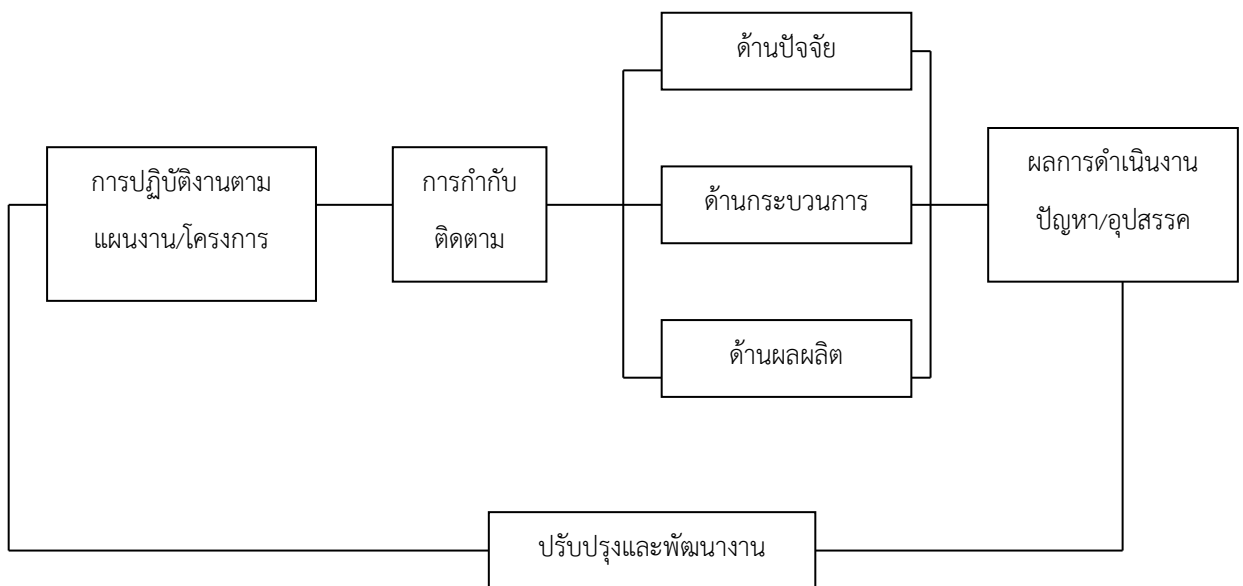 การปฏิบัติงานตาม
แผนงาน/โครงการ
การกำกับ
ติดตาม
ด้านปัจจัย
ด้านกระบวนการ
ด้านผลผลิต
ผลการดำเนินงาน
ปัญหา/อุปสรรค
ปรับปรุงและพัฒนางาน